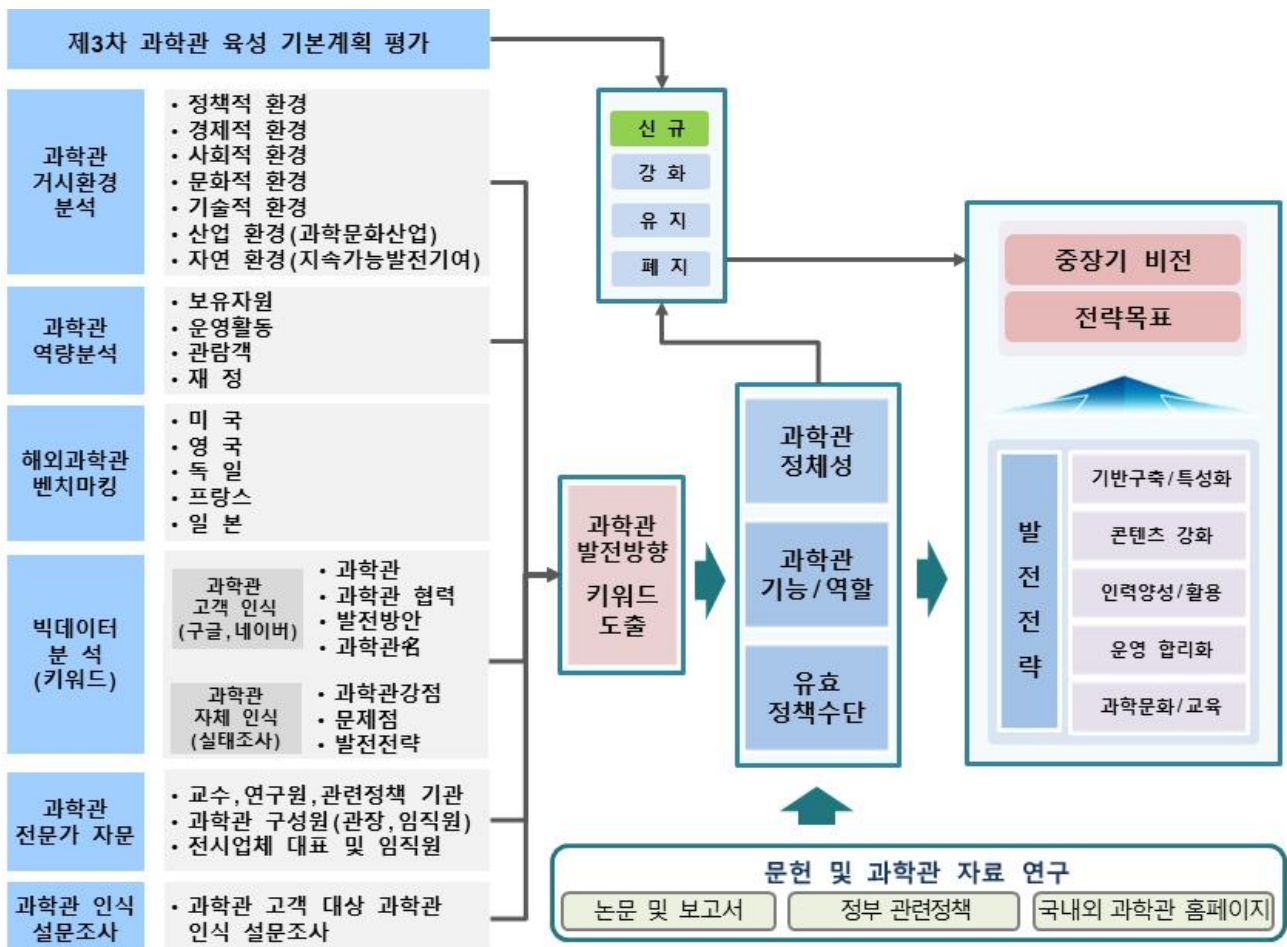 제3차 과학관 육성 기본계획 평가
과학관
거시환경
분석
• 정책적 환경
• 경제적 환경
• 사회적 환경
• 문화적 환경
• 기술적 환경
• 산업 환경(과학문화산업)
• 자연 환경(지속가능발전기여)
과학관
역량분석
• 보유자원
• 운영활동
• 관람객
• 재 정
해외과학관
벤치마킹
• 미 국
• 영 국
• 독 일
• 프랑스
• 일 본
빅데이터
분 석
(키워드)
과학관
고객 인식
(구글,네이버)
• 과학관
• 과학관 협력
• 발전방안
• 과학관名
과학관
자체 인식
(실태조사)
• 과학관강점
• 문제점
• 발전전략
과학관
전문가 자문
• 교수,연구원,관련정책 기관
• 과학관 구성원(관장,임직원)
• 전시업체 대표 및 임직원
과학관 인식
설문조사
• 과학관 고객 대상 과학관
인식 설문조사
과학관
발전방향
키워드
도출
신 규
강 화
유 지
폐 지
과학관
정체성
과학관
기능/역할
유효
정책수단
중장기 비전
전략목표
발
전
전
략
기반구축/특성화
콘텐츠 강화
인력양성/활용
운영 합리화
과학문화/교육
문헌 및 과학관 자료 연구
논문 및 보고서
정부 관련정책
국내외 과학관 홈페이지